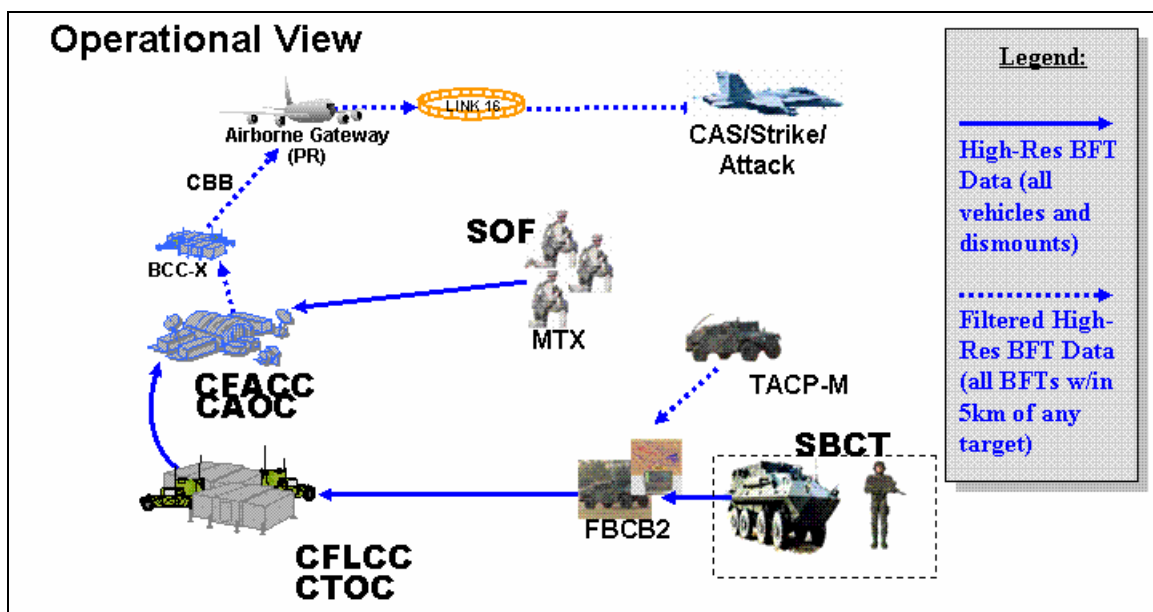 Operational View
LINK 16
Airborne Gateway
(PR)
CAS/Strike/
Attack
CBB
BCC-X
SOF
MTX
CFACC
CAOC
TACP-M
SBCT
FBCB2
CFLCC
CTOC
Legend:
High-Res BFT
Data (all
vehicles and
dismounts)
Filtered High-
Res BFT Data
(all BFTs w/in
5km of any
target)